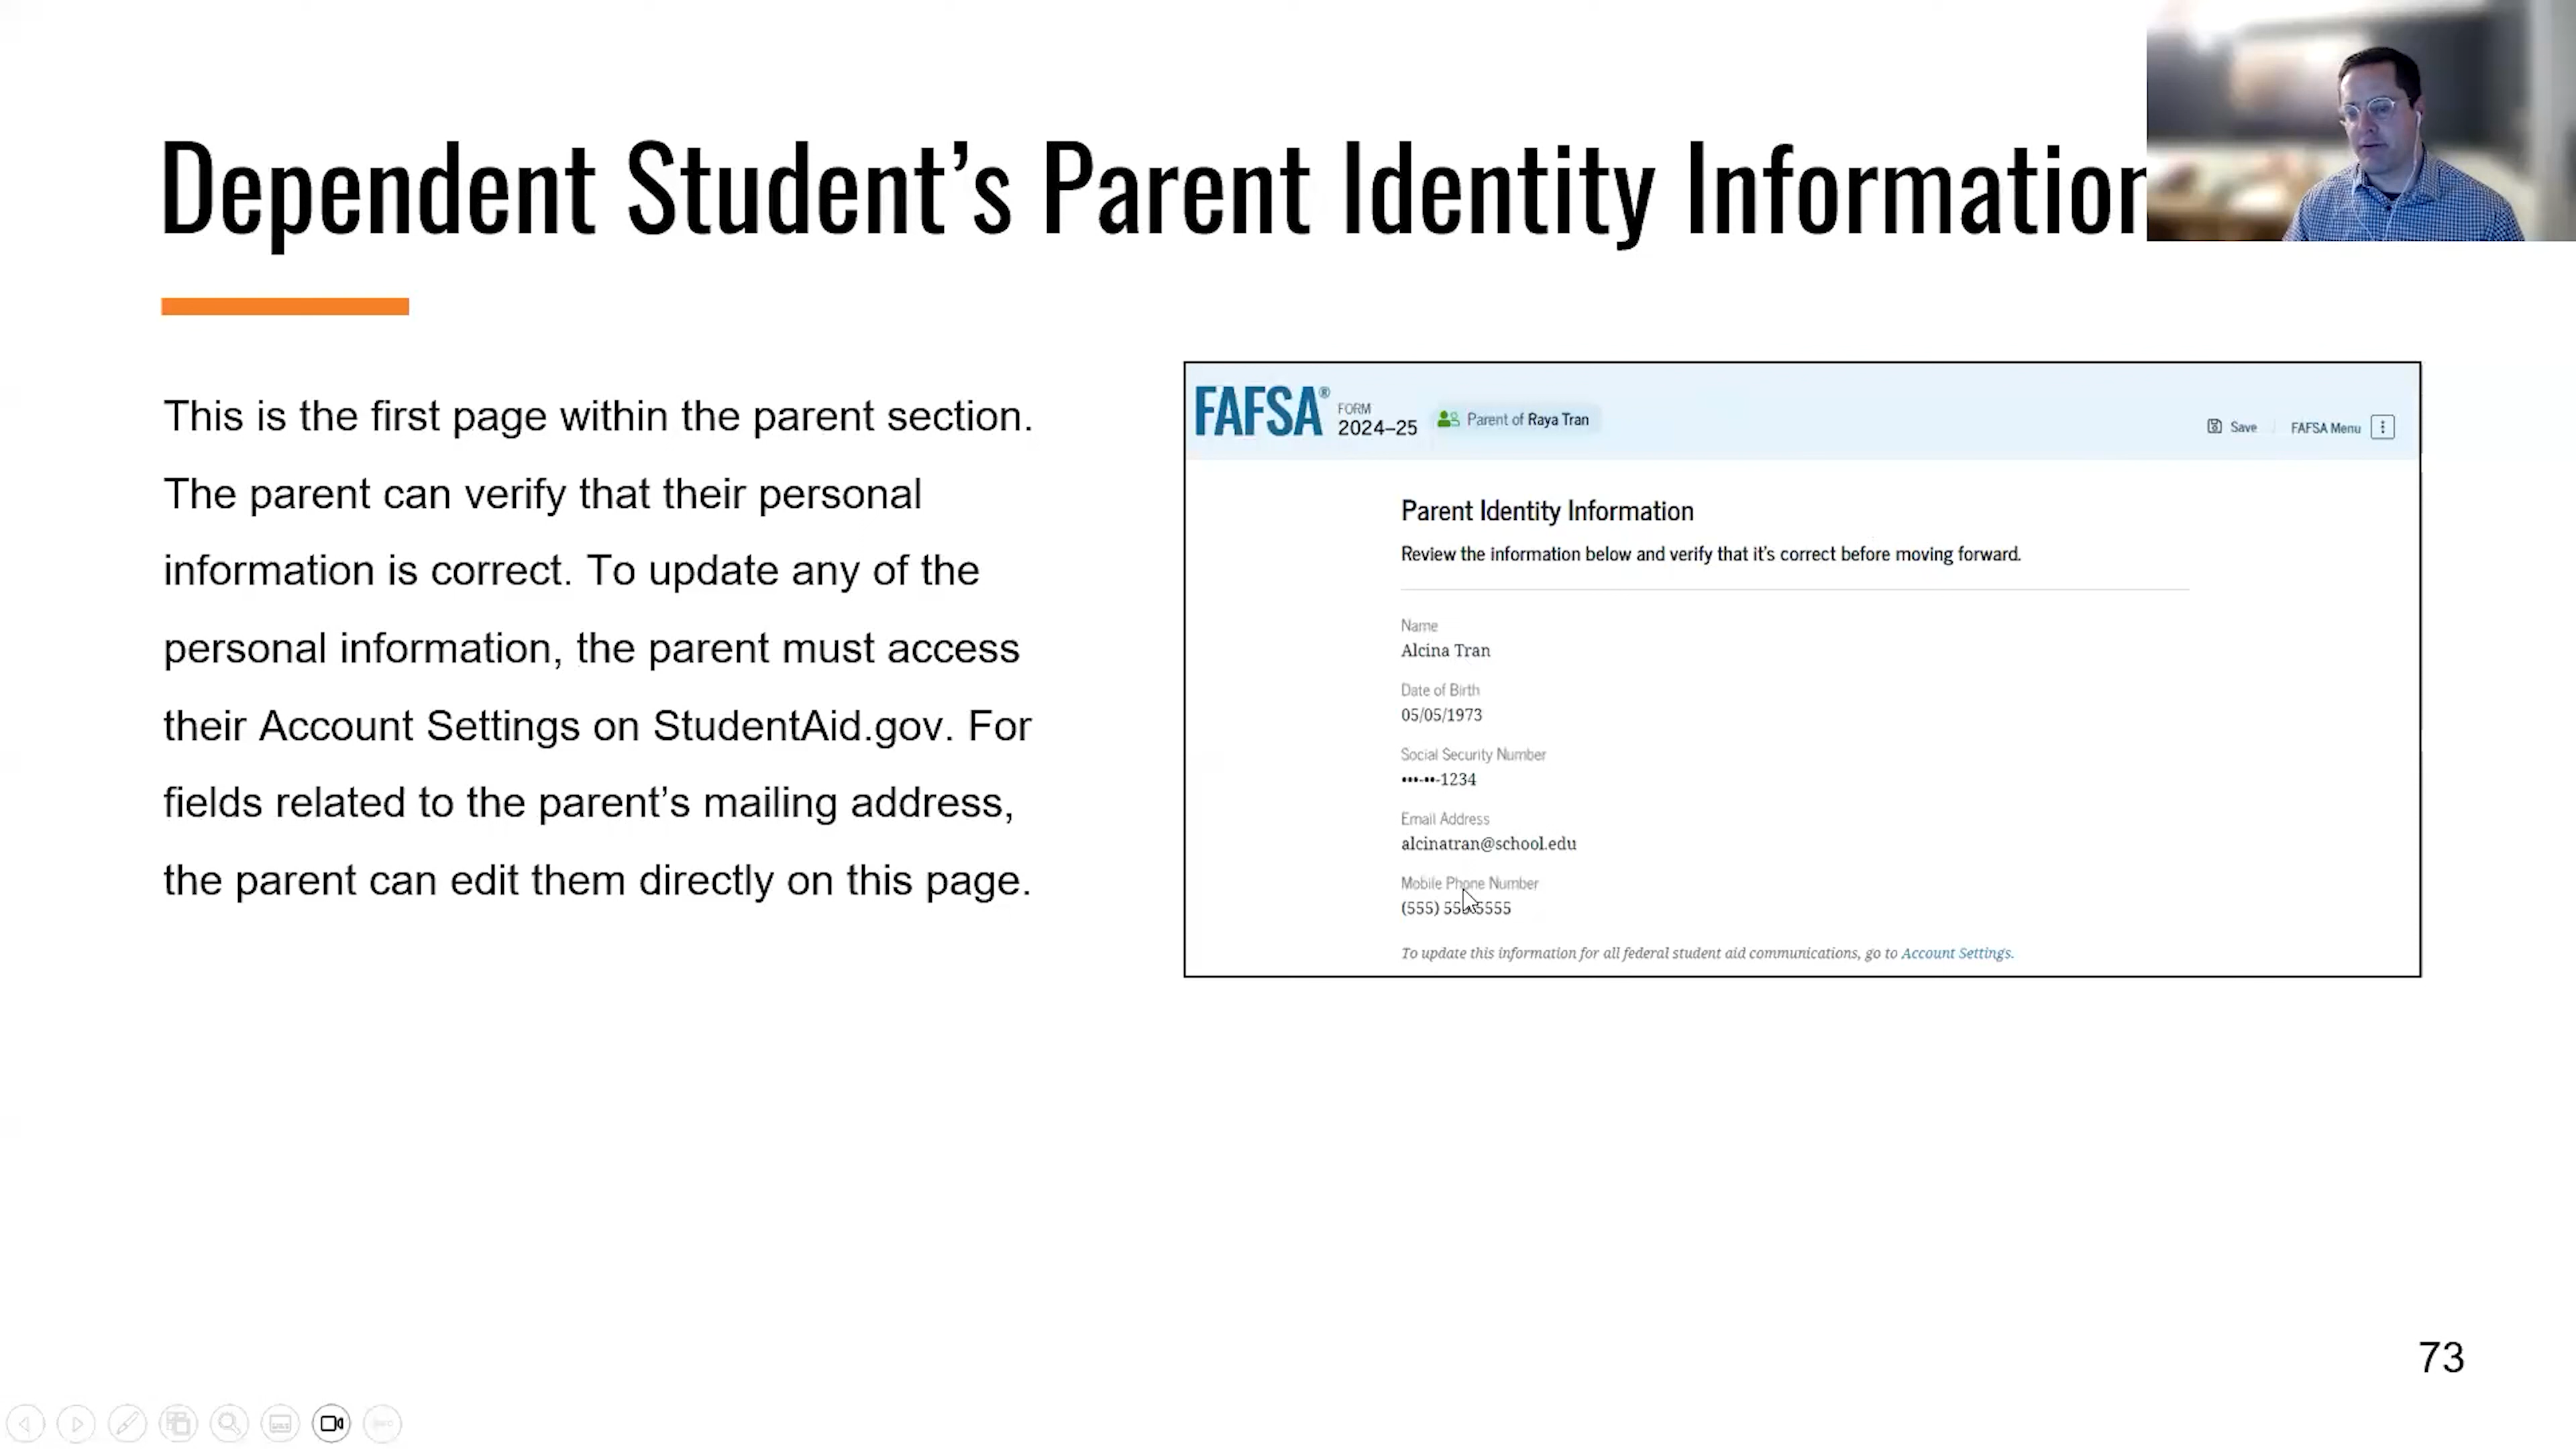 Dependent Student’s Parent Identity Information
This is the first page within the parent section.
The parent can verify that their personal
information is correct. To update any of the
personal information, the parent must access
their Account Settings on StudentAid.gov. For
fields related to the parent’s mailing address,
the parent can edit them directly on this page.
FAFSA® FORM 2024–25 Parent of Raya Tran Save FAFSA Menu
Parent Identity Information
Review the information below and verify that it's correct before moving forward.
Name
Alcina Tran
Date of Birth
05/05/1973
Social Security Number
•••-••-1234
Email Address
alcinatran@school.edu
Mobile Phone Number
(555) 555-5555
To update this information for all federal student aid communications, go to Account Settings.
73